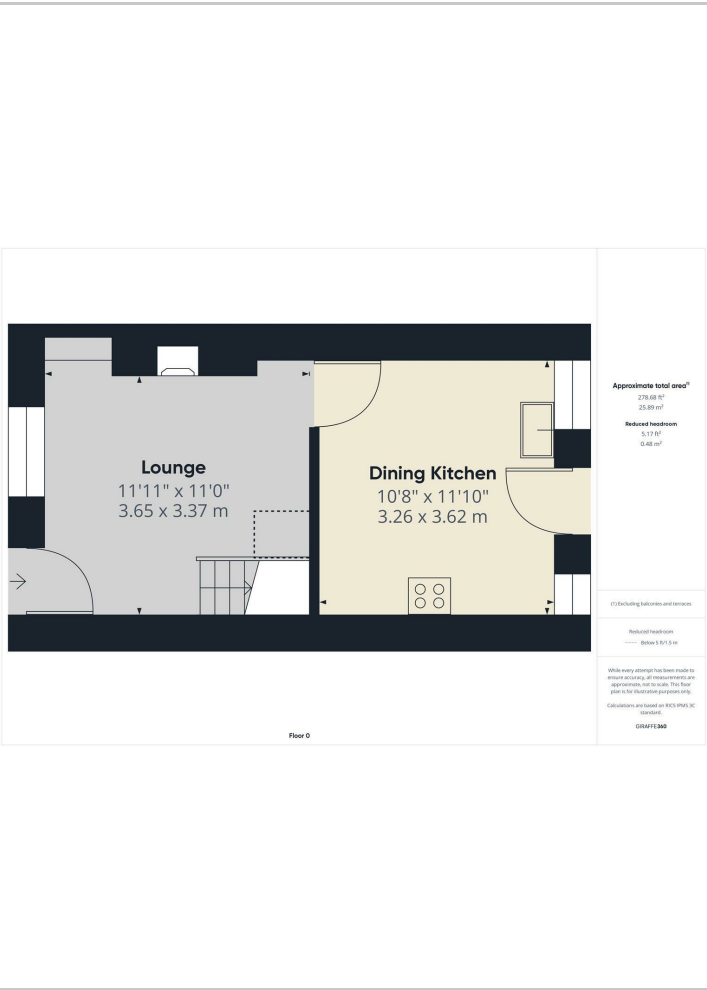 Lounge
11'11" x 11'0"
3.65 x 3.37 m
Dining Kitchen
10'8" x 11'10"
3.26 x 3.62 m
Floor 0
Approximate total area⁽¹⁾
278.68 ft²
25.89 m²
Reduced headroom
5.17 ft²
0.48 m²
(1) Excluding balconies and terraces
Reduced headroom
Below 5 ft/1.5 m
While every attempt has been made to
ensure accuracy, all measurements are
approximate, not to scale. This floor
plan is for illustrative purposes only.
Calculations are based on RICS IPMS 3C
standard.
GIRAFFE360